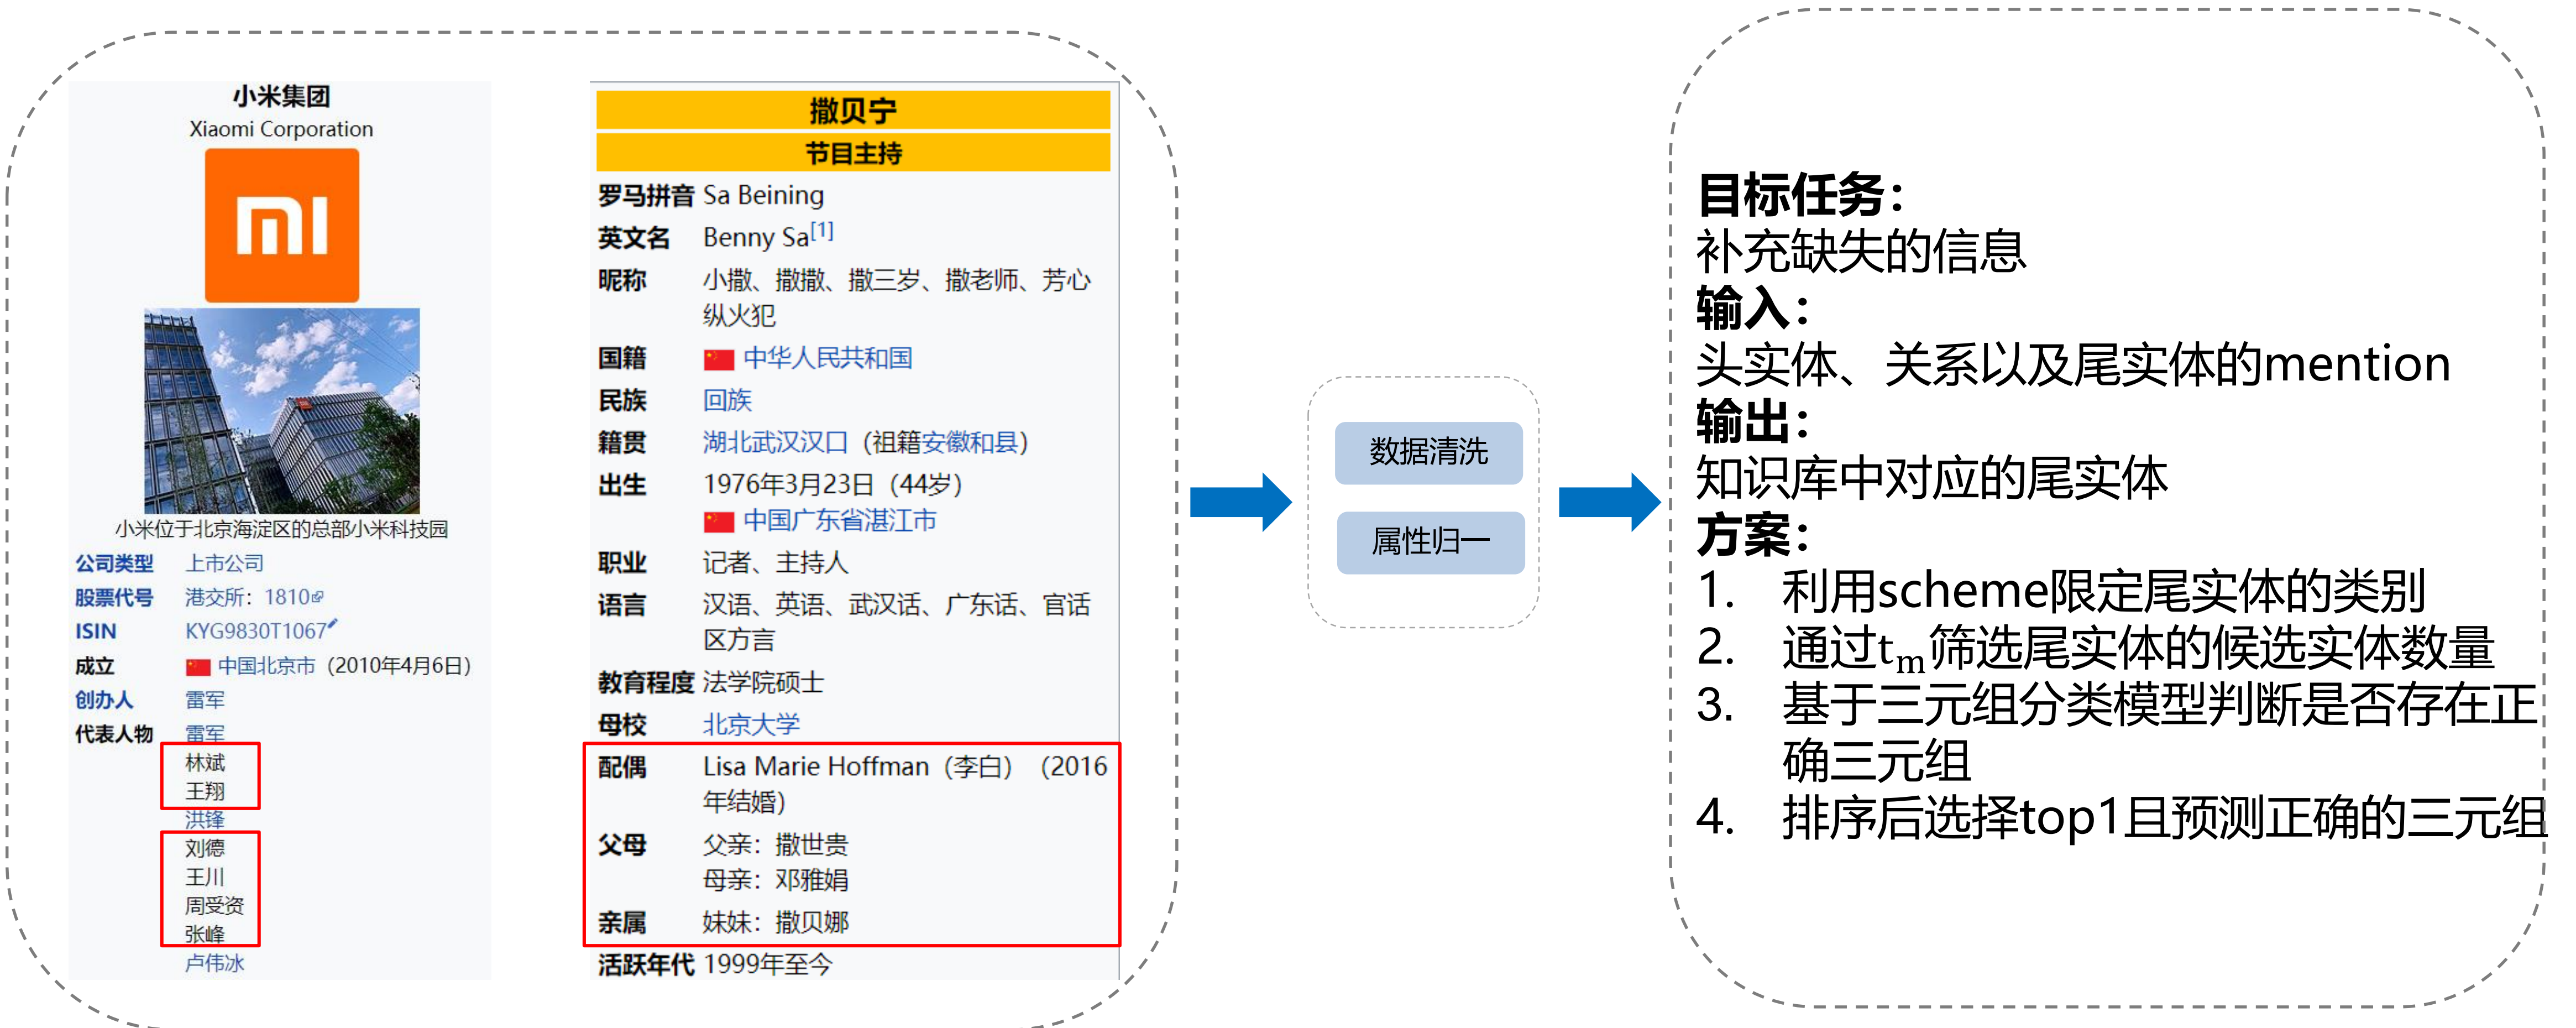 小米集团
Xiaomi Corporation
mi
小米位于北京海淀区的总部小米科技园
公司类型 上市公司
股票代号 港交所：1810
ISIN KYG9830T1067
成立 中国北京市（2010年4月6日）
创办人 雷军
代表人物 雷军
林斌
王翔
洪锋
刘德
王川
周受资
张峰
卢伟冰
撒贝宁
节目主持
罗马拼音 Sa Beining
英文名 Benny Sa[1]
昵称 小撒、撒撒、撒三岁、撒老师、芳心
纵火犯
国籍 中华人民共和国
民族 回族
籍贯 湖北武汉汉口（祖籍安徽和县）
出生 1976年3月23日（44岁）
中国广东省湛江市
职业 记者、主持人
语言 汉语、英语、武汉话、广东话、官话
区方言
教育程度 法学院硕士
母校 北京大学
配偶 Lisa Marie Hoffman（李白）（2016
年结婚）
父母 父亲：撒世贵
母亲：邓雅娟
亲属 妹妹：撒贝娜
活跃年代 1999年至今
数据清洗
属性归一
目标任务：
补充缺失的信息
输入：
头实体、关系以及尾实体的mention
输出：
知识库中对应的尾实体
方案：
1. 利用scheme限定尾实体的类别
2. 通过tm筛选尾实体的候选实体数量
3. 基于三元组分类模型判断是否存在正
确三元组
4. 排序后选择top1且预测正确的三元组